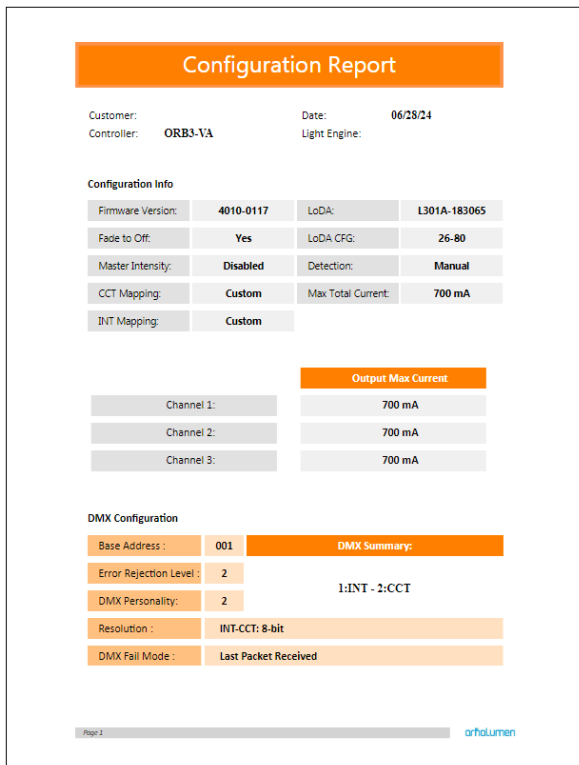 Configuration Report
Customer: Date: 06/28/24
Controller: ORB3-VA Light Engine:
Configuration Info
Firmware Version: 4010-0117 LoDA: L301A-183065
Fade to Off: Yes LoDA CFG: 26-80
Master Intensity: Disabled Detection: Manual
CCT Mapping: Custom Max Total Current: 700 mA
INT Mapping: Custom
Output Max Current
Channel 1: 700 mA
Channel 2: 700 mA
Channel 3: 700 mA
DMX Configuration
Base Address : 001 DMX Summary:
Error Rejection Level : 2
1:INT - 2:CCT
DMX Personality: 2
Resolution : INT-CCT: 8-bit
DMX Fail Mode : Last Packet Received
Page 1 artholumen